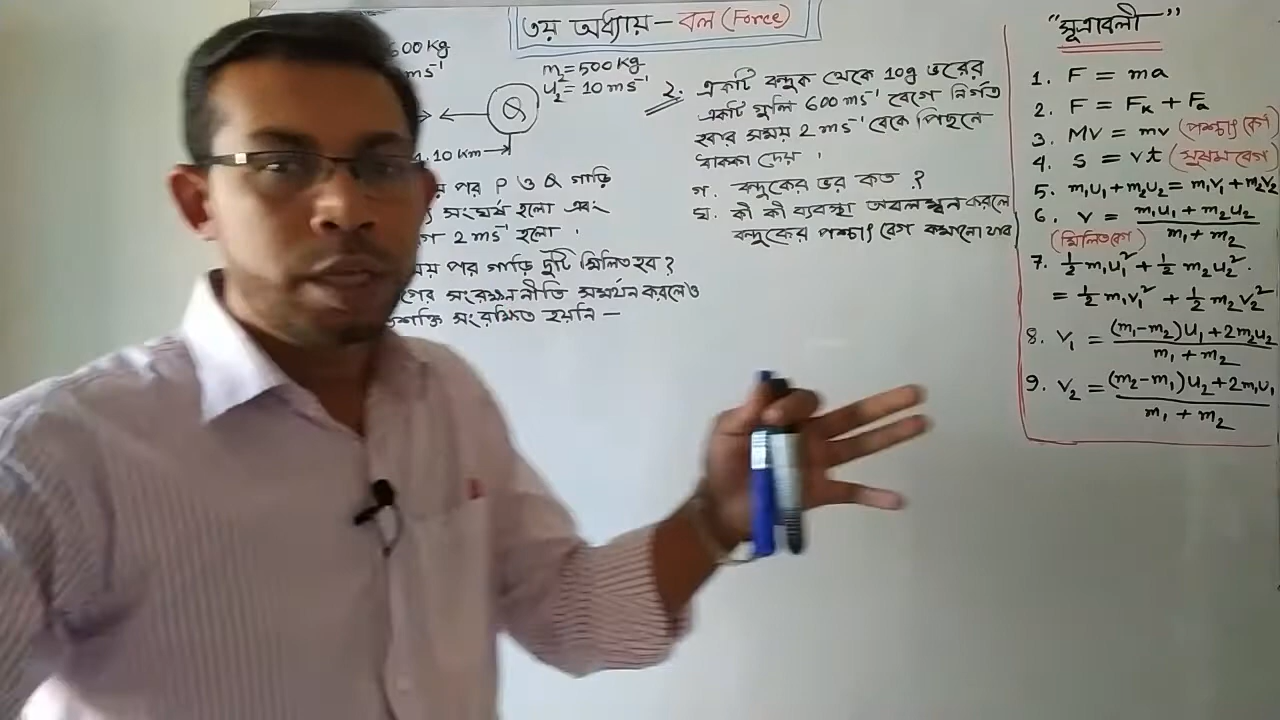 ৩য় অধ্যায় – বল (Force)
600 Kg
ms⁻¹
m₂ = 500 Kg
u₂ = 10 ms⁻¹
Q
10 Km
পর P ও Q গাড়ি
সংঘর্ষ হলো এবং
2 ms⁻¹ হলো ।
ময় পর গাড়ি দুটি মিলিত হবে ?
গের সংরক্ষন নীতি সমর্থন করলেও
শক্তি সংরক্ষিত হয়নি –
২. একটি বন্দুক থেকে 10g ভরের
একটি গুলি 600 ms⁻¹ বেগে নির্গত
হবার সময় 2 ms⁻¹ বেগে পিছনে
ধাক্কা দেয় ।
গ. বন্দুকের ভর কত ?
ঘ. কী কী ব্যবস্থা অবলম্বন করলে
বন্দুকের পশ্চাৎ বেগ কমানো যাবে
"সূত্রাবলী"
1. F = ma
2. F = Fₖ + Fₐ
3. MV = mv (পশ্চাৎ বেগ)
4. S = vt (সুষম বেগ)
5. m₁u₁ + m₂u₂ = m₁v₁ + m₂v₂
6. v = (m₁u₁ + m₂u₂) / (m₁ + m₂)
(মিলিত বেগ)
7. ½ m₁u₁² + ½ m₂u₂².
= ½ m₁v₁² + ½ m₂v₂²
8. v₁ = ((m₁ – m₂)u₁ + 2m₂u₂) / (m₁ + m₂)
9. v₂ = ((m₂ – m₁)u₂ + 2m₁u₁) / (m₁ + m₂)